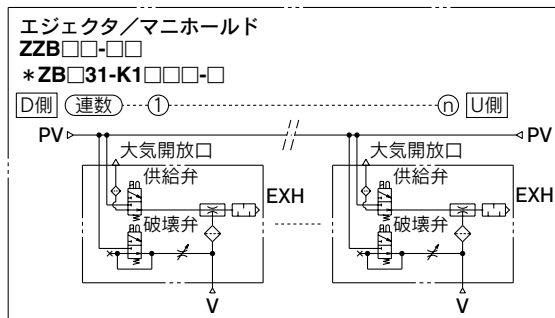 エジェクタ／マニホールド
ZZB□□-□□
＊ZB□31-K1□□□-□
D側 連数 ① ⓝ U側
PV PV
大気開放口 大気開放口
供給弁 供給弁
EXH EXH
破壊弁 破壊弁
V V